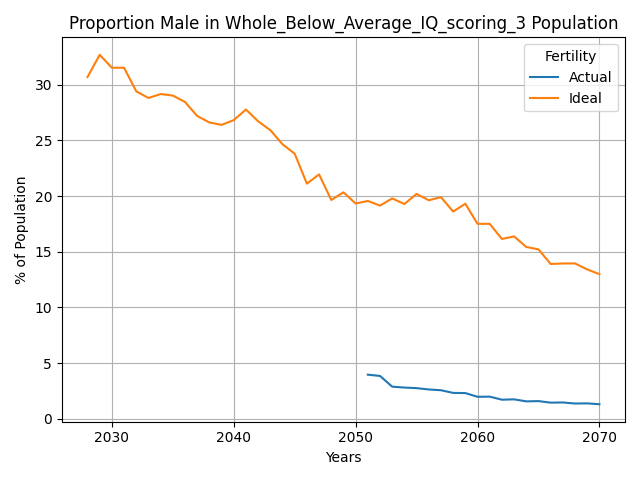 Proportion Male in Whole_Below_Average_IQ_scoring_3 Population
Fertility
Actual
Ideal
% of Population
30
25
20
15
10
5
0
2030
2040
2050
2060
2070
Years